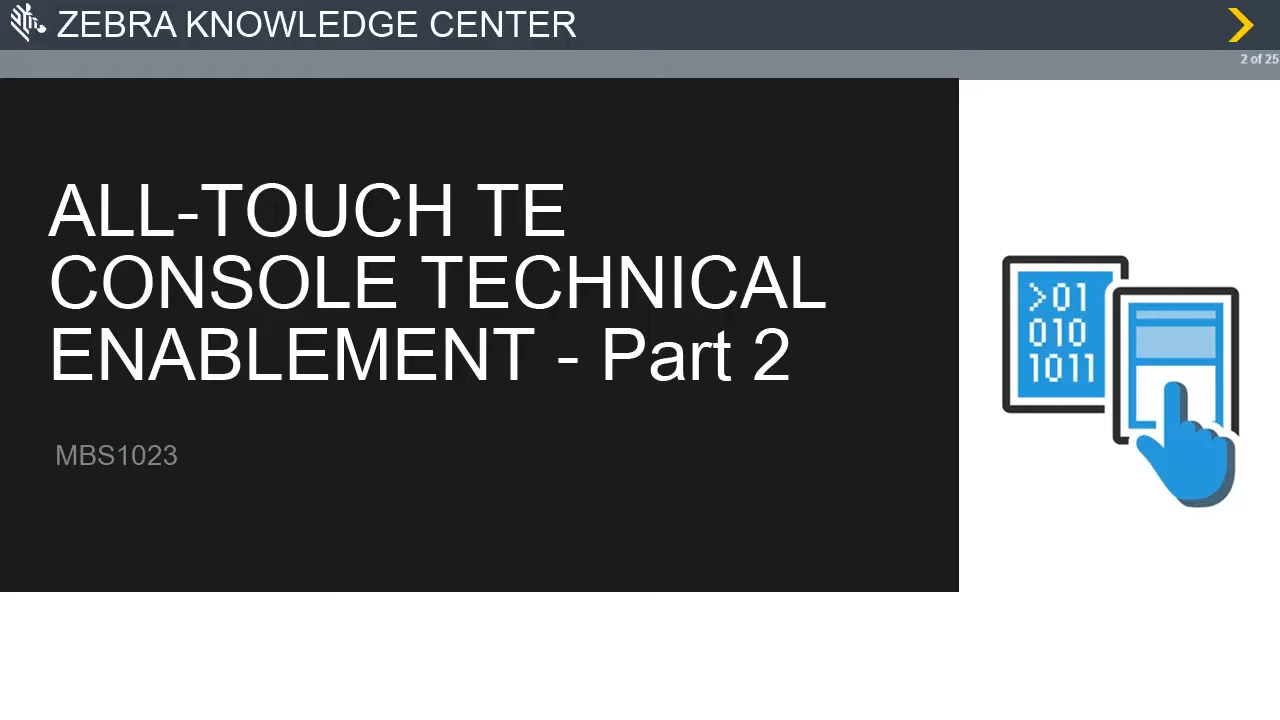 ZEBRA KNOWLEDGE CENTER
2 of 25
ALL-TOUCH TE
CONSOLE TECHNICAL
ENABLEMENT - Part 2
MBS1023
>01
010
1011